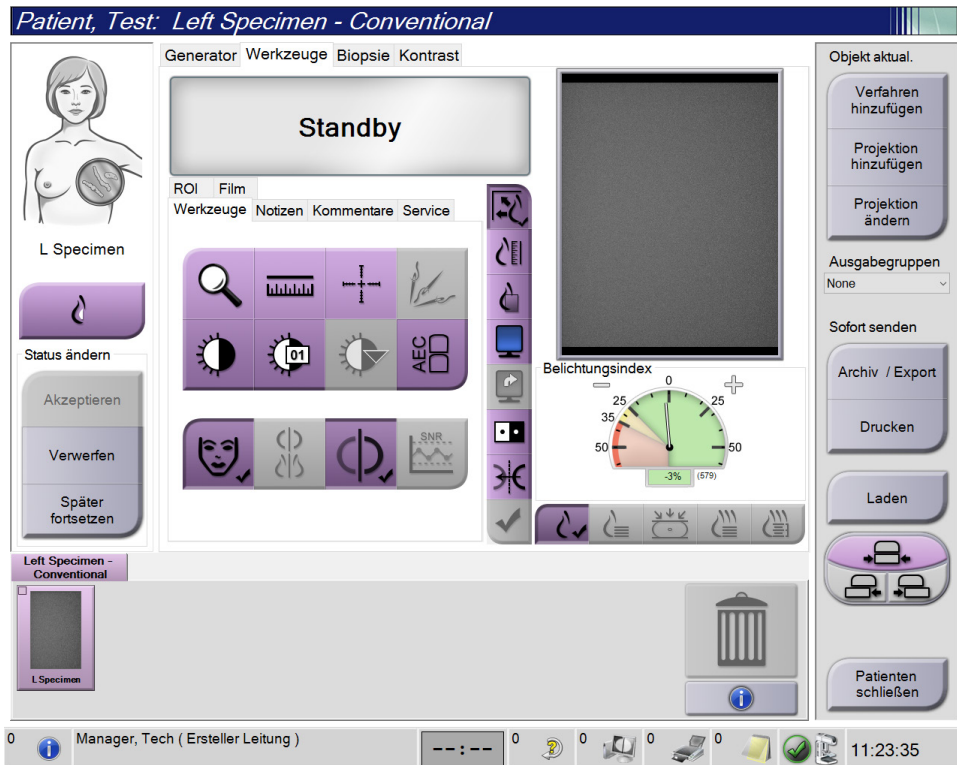 Patient, Test:  Left Specimen - Conventional
Generator Werkzeuge Biopsie Kontrast
Standby
ROI Film
Werkzeuge Notizen Kommentare Service
01
AEC
SNR
L Specimen
Status ändern
Akzeptieren
Verwerfen
Später
fortsetzen
Belichtungsindex
0
25 25
35
50 50
-3% (579)
Objekt aktual.
Verfahren
hinzufügen
Projektion
hinzufügen
Projektion
ändern
Ausgabegruppen
None
Sofort senden
Archiv / Export
Drucken
Laden
Patienten
schließen
Left Specimen -
Conventional
L Specimen
0 Manager, Tech ( Ersteller Leitung ) --:-- 0 0 0 0 11:23:35